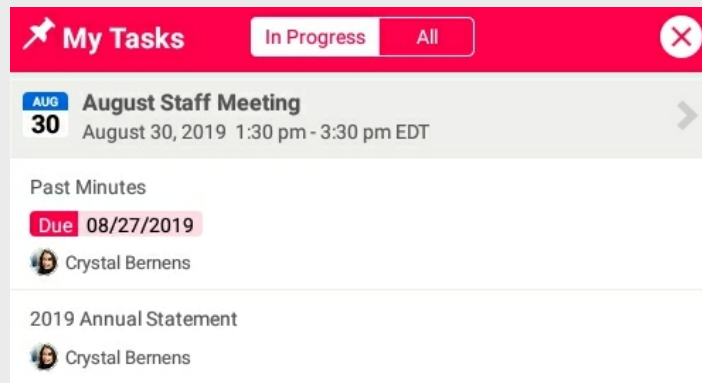 My Tasks In Progress All
AUG
30
August Staff Meeting
August 30, 2019 1:30 pm - 3:30 pm EDT
Past Minutes
Due 08/27/2019
Crystal Bernens
2019 Annual Statement
Crystal Bernens